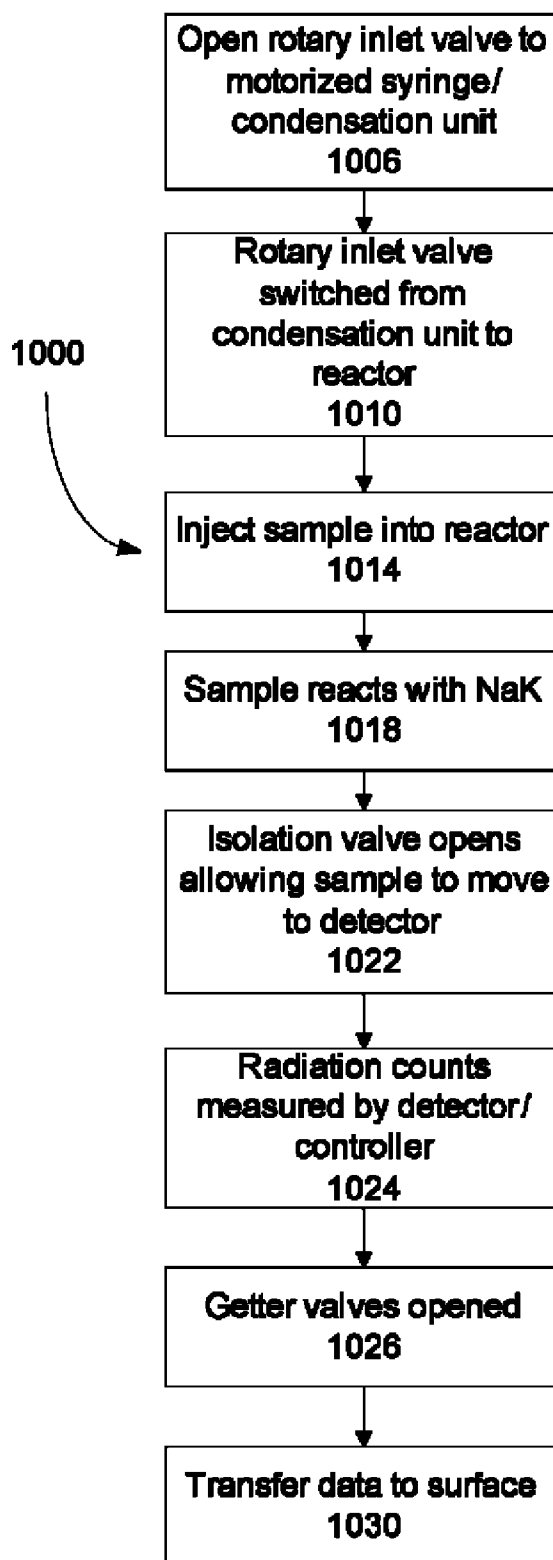 Open rotary inlet valve to
motorized syringe/
condensation unit
1006
Rotary inlet valve
switched from
condensation unit to
reactor
1010
1000
Inject sample into reactor
1014
Sample reacts with NaK
1018
Isolation valve opens
allowing sample to move
to detector
1022
Radiation counts
measured by detector/
controller
1024
Getter valves opened
1026
Transfer data to surface
1030